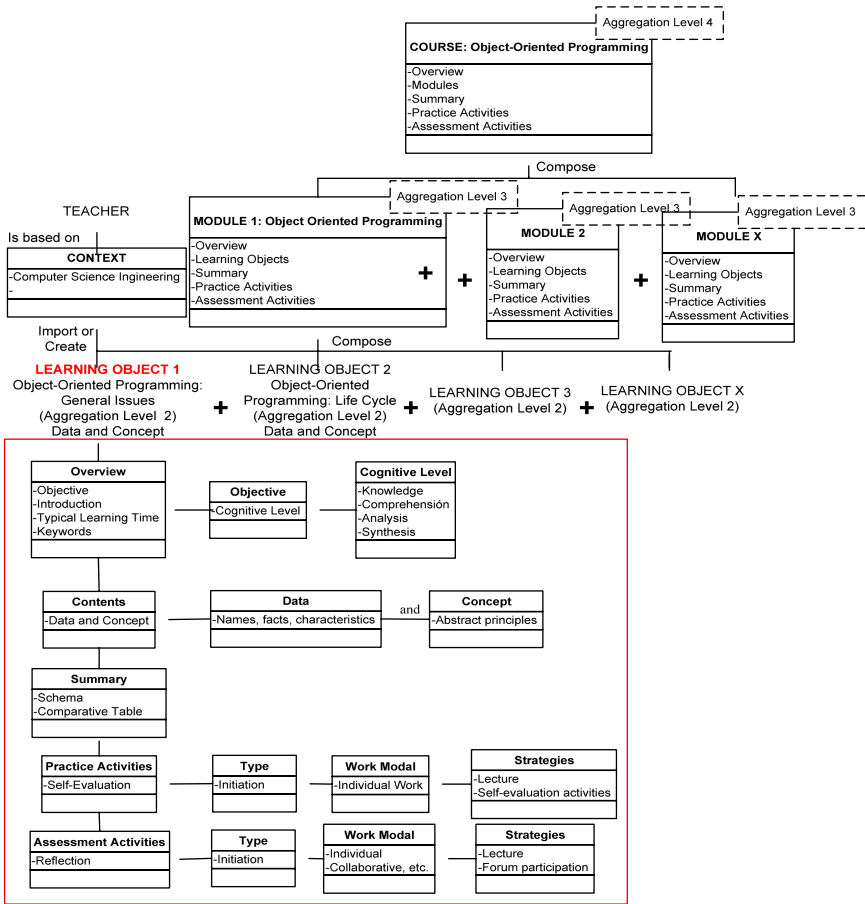 Aggregation Level 4
COURSE: Object-Oriented Programming
-Overview
-Modules
-Summary
-Practice Activities
-Assessment Activities
Compose
TEACHER
Is based on
CONTEXT
-Computer Science Ingineering
-
Aggregation Level 3
MODULE 1: Object Oriented Programming
-Overview
-Learning Objects
-Summary
-Practice Activities
-Assessment Activities
+
+
Aggregation Level 3
MODULE 2
-Overview
-Learning Objects
-Summary
-Practice Activities
-Assessment Activities
+
Aggregation Level 3
MODULE X
-Overview
-Learning Objects
-Summary
-Practice Activities
-Assessment Activities
Import or
Create
Compose
LEARNING OBJECT 1
Object-Oriented Programming:
General Issues
(Aggregation Level 2)
Data and Concept
+
LEARNING OBJECT 2
Object-Oriented
Programming: Life Cycle
(Aggregation Level 2)
Data and Concept
+
LEARNING OBJECT 3
(Aggregation Level 2)
+
LEARNING OBJECT X
(Aggregation Level 2)
Overview
-Objective
-Introduction
-Typical Learning Time
-Keywords
Objective
-Cognitive Level
Cognitive Level
-Knowledge
-Comprehensión
-Analysis
-Synthesis
Contents
-Data and Concept
Data
-Names, facts, characteristics
and
Concept
-Abstract principles
Summary
-Schema
-Comparative Table
Practice Activities
-Self-Evaluation
Type
-Initiation
Work Modal
-Individual Work
Strategies
-Lecture
-Self-evaluation activities
Assessment Activities
-Reflection
Type
-Initiation
Work Modal
-Individual
-Collaborative, etc.
Strategies
-Lecture
-Forum participation